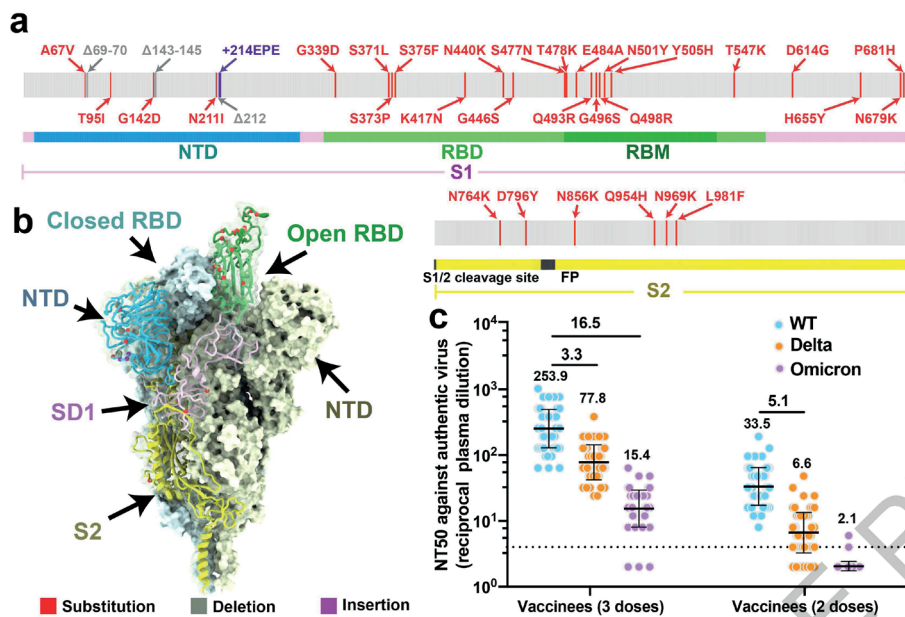 a
A67V Δ69-70 Δ143-145 +214EPE G339D S371L S375F N440K S477N T478K E484A N501Y Y505H T547K D614G P681H
T95I G142D N211I Δ212 S373P K417N G446S Q493R G496S Q498R H655Y N679K
NTD RBD RBM
S1
b
Closed RBD
Open RBD
NTD
NTD
SD1
S2
Substitution Deletion Insertion
N764K D796Y N856K Q954H N969K L981F
S1/2 cleavage site FP
S2
c
NT50 against authentic virus
(reciprocal plasma dilution)
10⁴
10³
10²
10¹
10⁰
WT
Delta
Omicron
16.5
3.3
253.9
77.8
15.4
5.1
33.5
6.6
2.1
Vaccinees (3 doses) Vaccinees (2 doses)